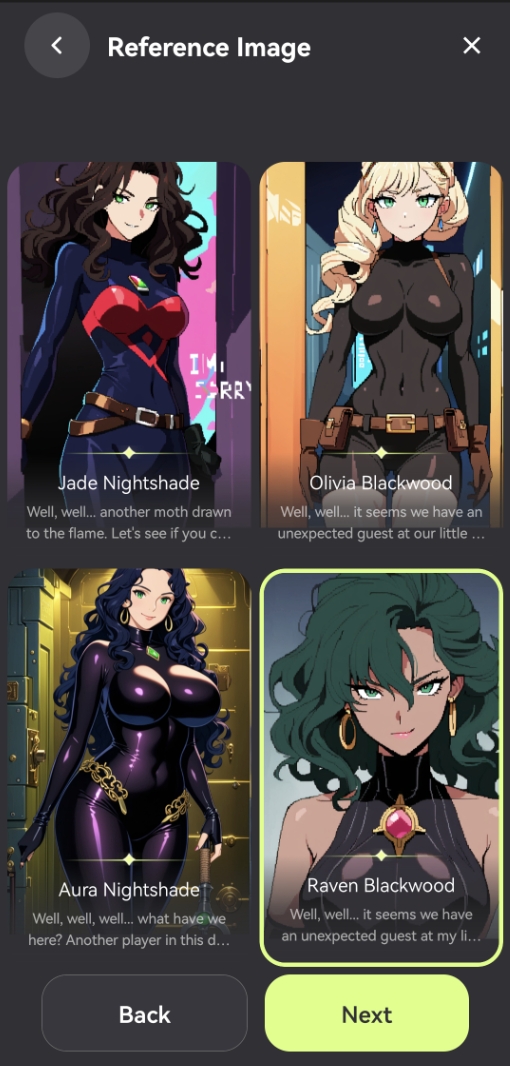 Reference Image
I'M
SORRY
Jade Nightshade
Well, well... another moth drawn
to the flame. Let's see if you c...
Olivia Blackwood
Well, well... it seems we have an
unexpected guest at our little ...
Aura Nightshade
Well, well, well... what have we
here? Another player in this d...
Raven Blackwood
Well, well... it seems we have
an unexpected guest at my li...
Back
Next